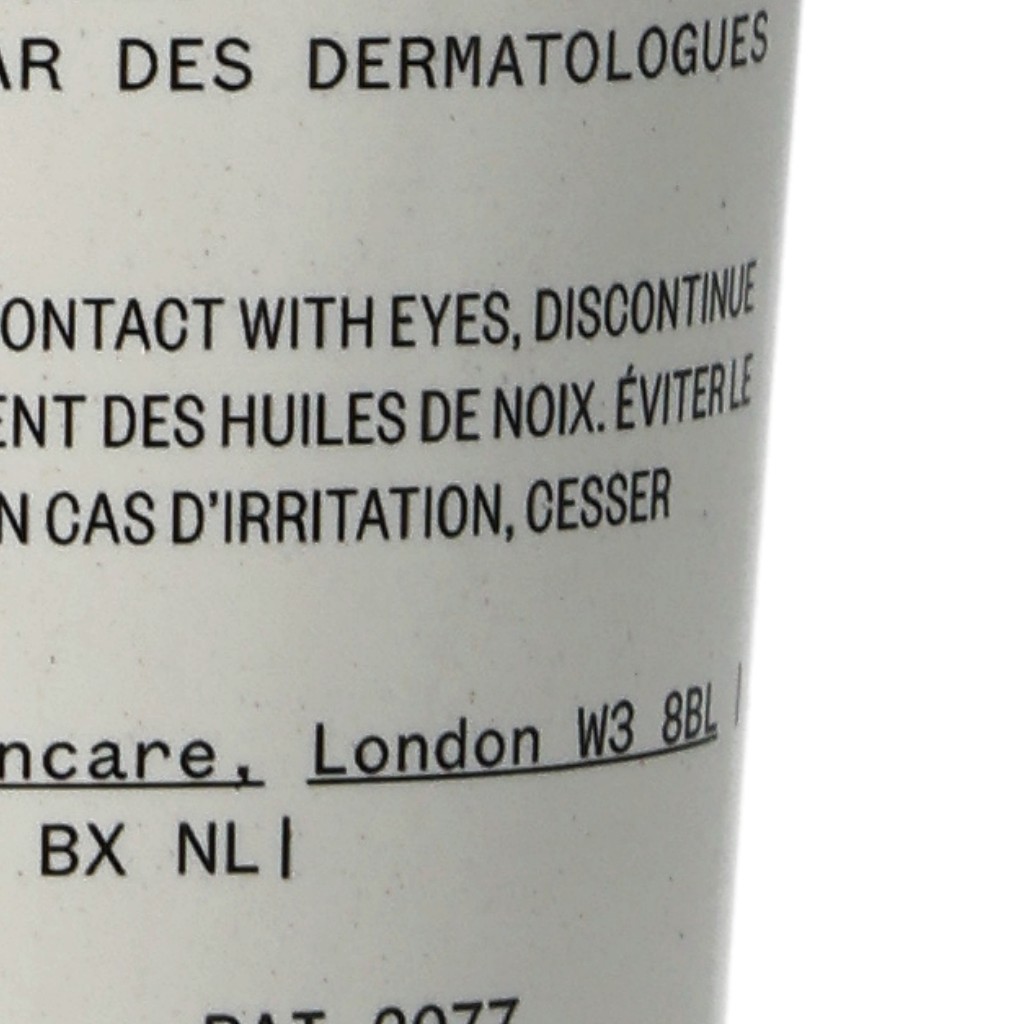 AR DES DERMATOLOGUES
ONTACT WITH EYES, DISCONTINUE
ENT DES HUILES DE NOIX. ÉVITER LE
N CAS D'IRRITATION, CESSER
ncare, London W3 8BL |
BX NL|